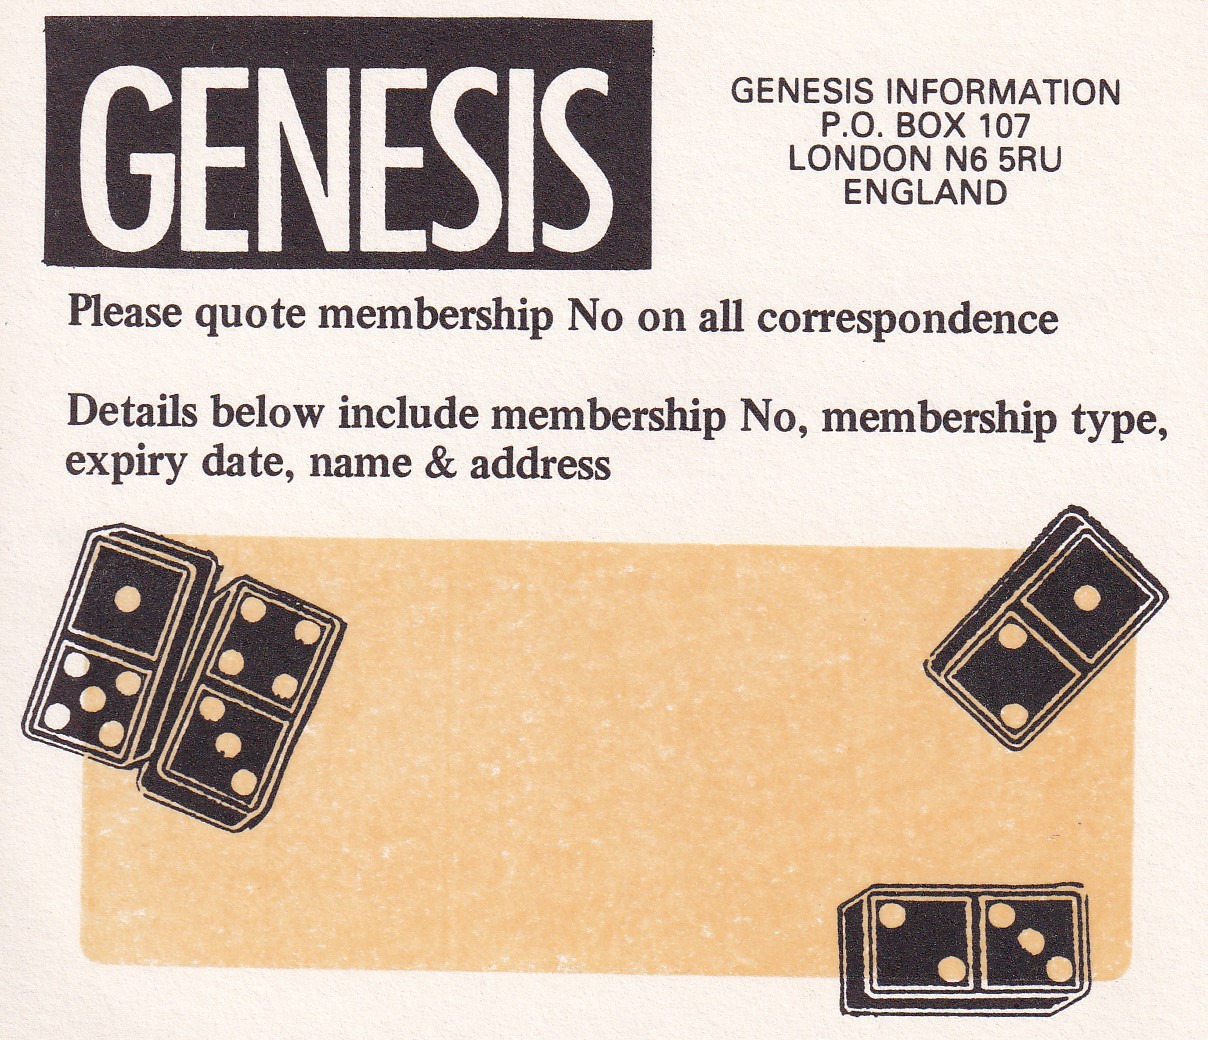 GENESIS
GENESIS INFORMATION
P.O. BOX 107
LONDON N6 5RU
ENGLAND
Please quote membership No on all correspondence
Details below include membership No, membership type,
expiry date, name & address